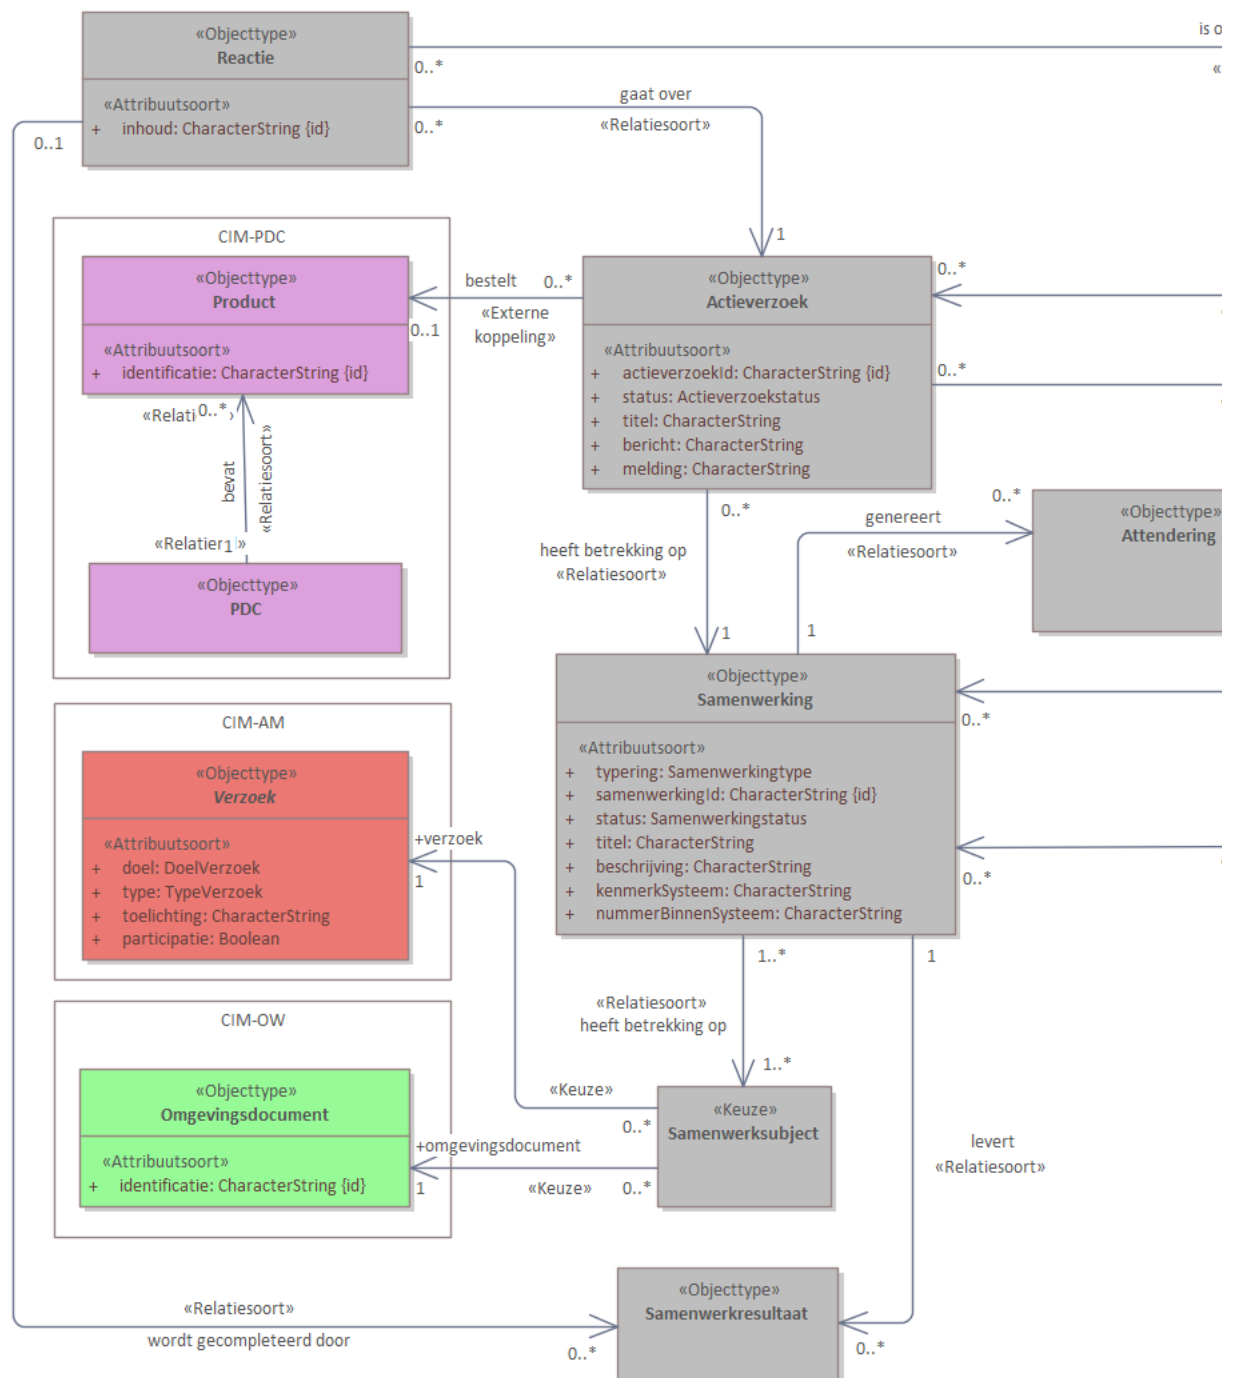 «Objecttype»
Reactie
«Attribuutsoort»
+ inhoud: CharacterString {id}
0..*
is o
«
0..*
gaat over
«Relatiesoort»
1
0..1
CIM-PDC
«Objecttype»
Product
«Attribuutsoort»
+ identificatie: CharacterString {id}
bestelt
0..*
«Externe
koppeling»
0..1
«Objecttype»
Actieverzoek
«Attribuutsoort»
+ actieverzoekId: CharacterString {id}
+ status: Actieverzoekstatus
+ titel: CharacterString
+ bericht: CharacterString
+ melding: CharacterString
0..*
0..*
«Relati
0..*
bevat
«Relatiesoort»
«Relatier
1
»
«Objecttype»
PDC
0..*
heeft betrekking op
«Relatiesoort»
1
genereert
«Relatiesoort»
0..*
1
«Objecttype»
Attendering
«Objecttype»
Samenwerking
«Attribuutsoort»
+ typering: Samenwerkingtype
+ samenwerkingId: CharacterString {id}
+ status: Samenwerkingstatus
+ titel: CharacterString
+ beschrijving: CharacterString
+ kenmerkSysteem: CharacterString
+ nummerBinnenSysteem: CharacterString
0..*
0..*
CIM-AM
«Objecttype»
Verzoek
«Attribuutsoort»
+ doel: DoelVerzoek
+ type: TypeVerzoek
+ toelichting: CharacterString
+ participatie: Boolean
+verzoek
1
1..*
1
«Relatiesoort»
heeft betrekking op
1..*
CIM-OW
«Objecttype»
Omgevingsdocument
«Attribuutsoort»
+ identificatie: CharacterString {id}
«Keuze»
0..*
+omgevingsdocument
1
«Keuze»
0..*
«Keuze»
Samenwerksubject
levert
«Relatiesoort»
«Relatiesoort»
wordt gecompleteerd door
0..*
«Objecttype»
Samenwerkresultaat
0..*